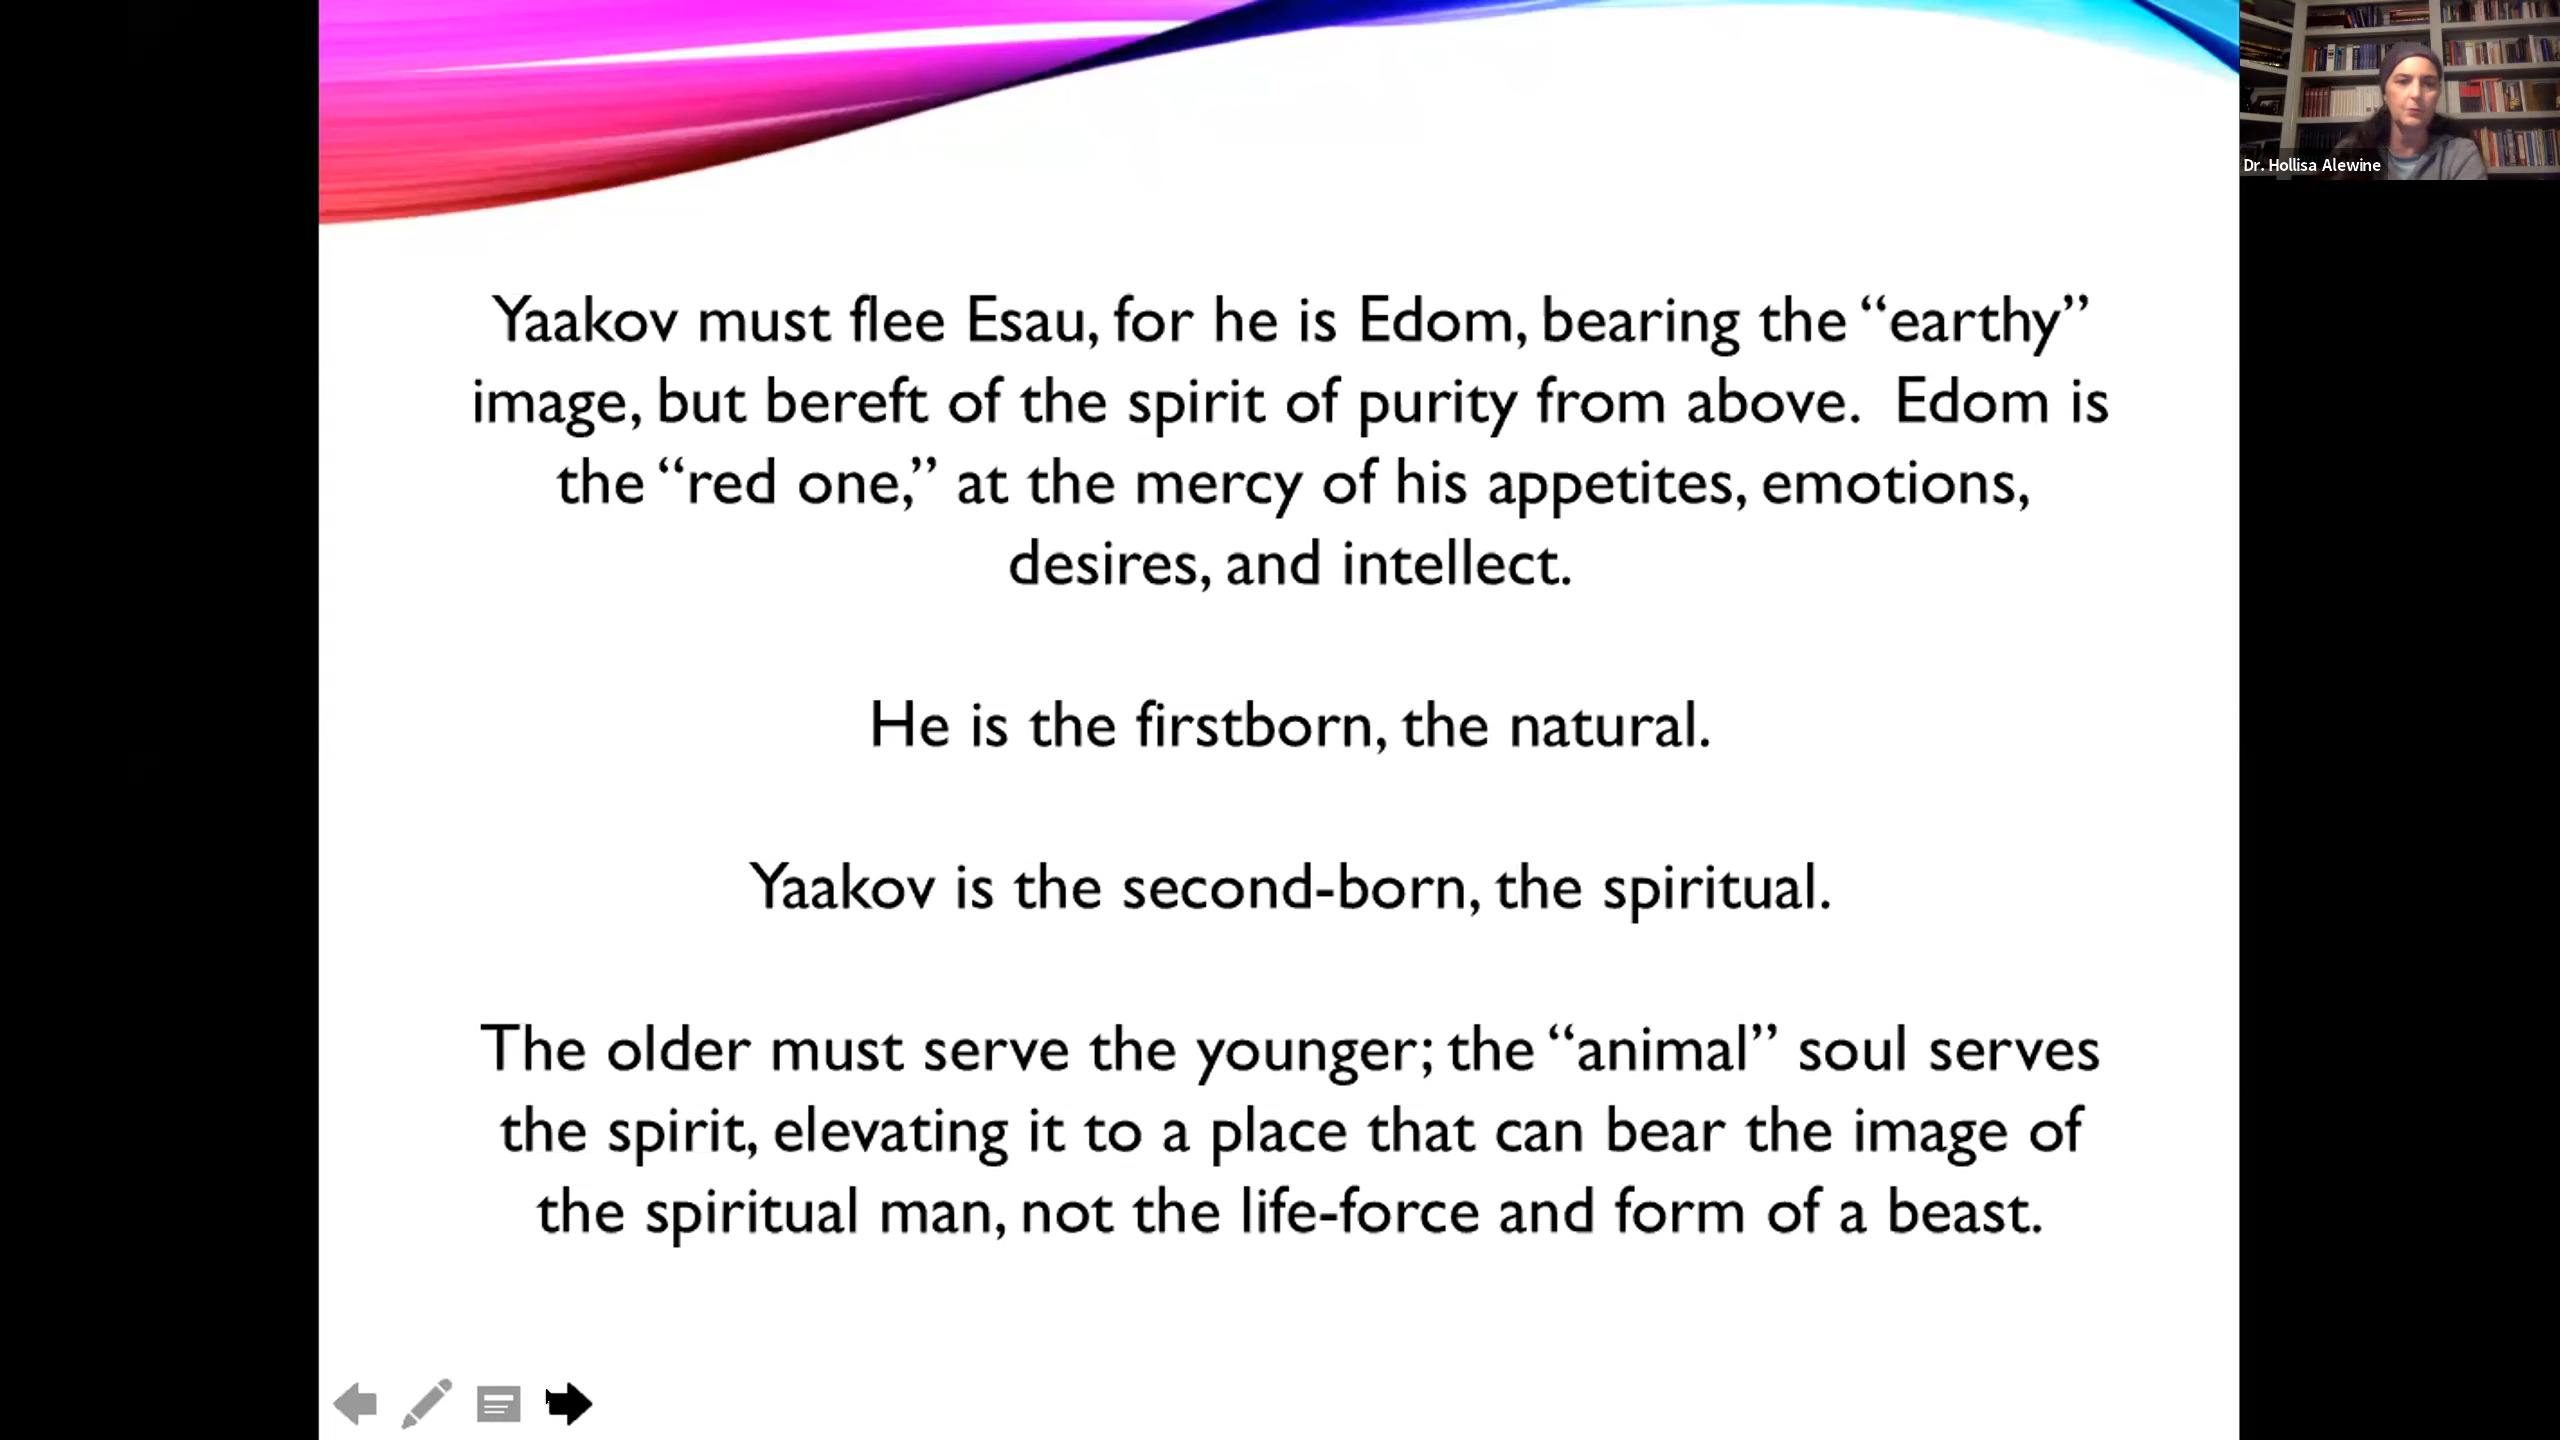 Dr. Hollisa Alewine
Yaakov must flee Esau, for he is Edom, bearing the “earthy”
image, but bereft of the spirit of purity from above.  Edom is
the “red one,” at the mercy of his appetites, emotions,
desires, and intellect.
He is the firstborn, the natural.
Yaakov is the second-born, the spiritual.
The older must serve the younger; the “animal” soul serves
the spirit, elevating it to a place that can bear the image of
the spiritual man, not the life-force and form of a beast.